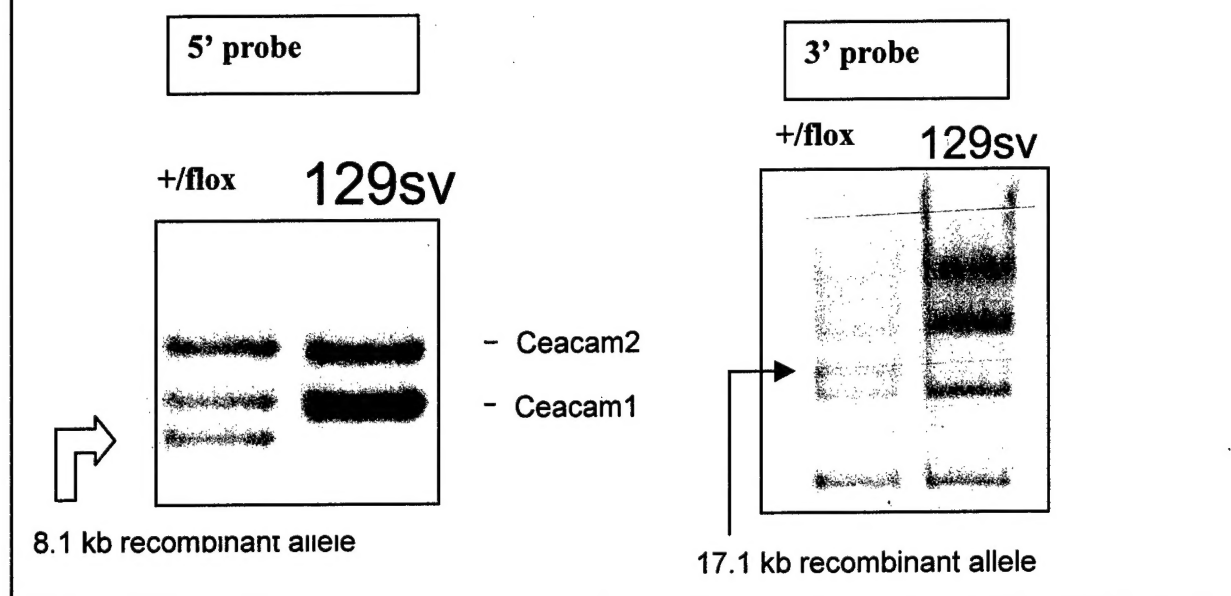 5’ probe
+/flox 129sv
- Ceacam2
- Ceacam1
8.1 kb recombinant allele
3’ probe
+/flox 129sv
17.1 kb recombinant allele